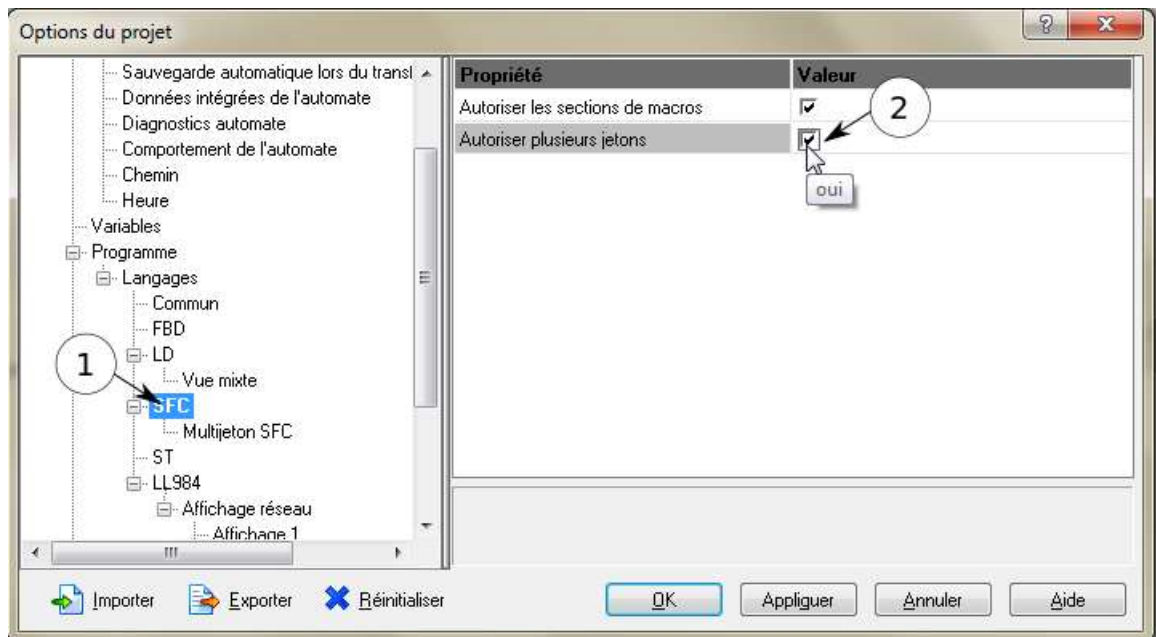 Options du projet
Sauvegarde automatique lors du transl
Données intégrées de l'automate
Diagnostics automate
Comportement de l'automate
Chemin
Heure
Variables
Programme
Langages
Commun
FBD
LD
Vue mixte
1
SFC
Multijeton SFC
ST
LL984
Affichage réseau
Affichage 1
Propriété Valeur
Autoriser les sections de macros
2
Autoriser plusieurs jetons
oui
Importer Exporter Réinitialiser OK Appliquer Annuler Aide